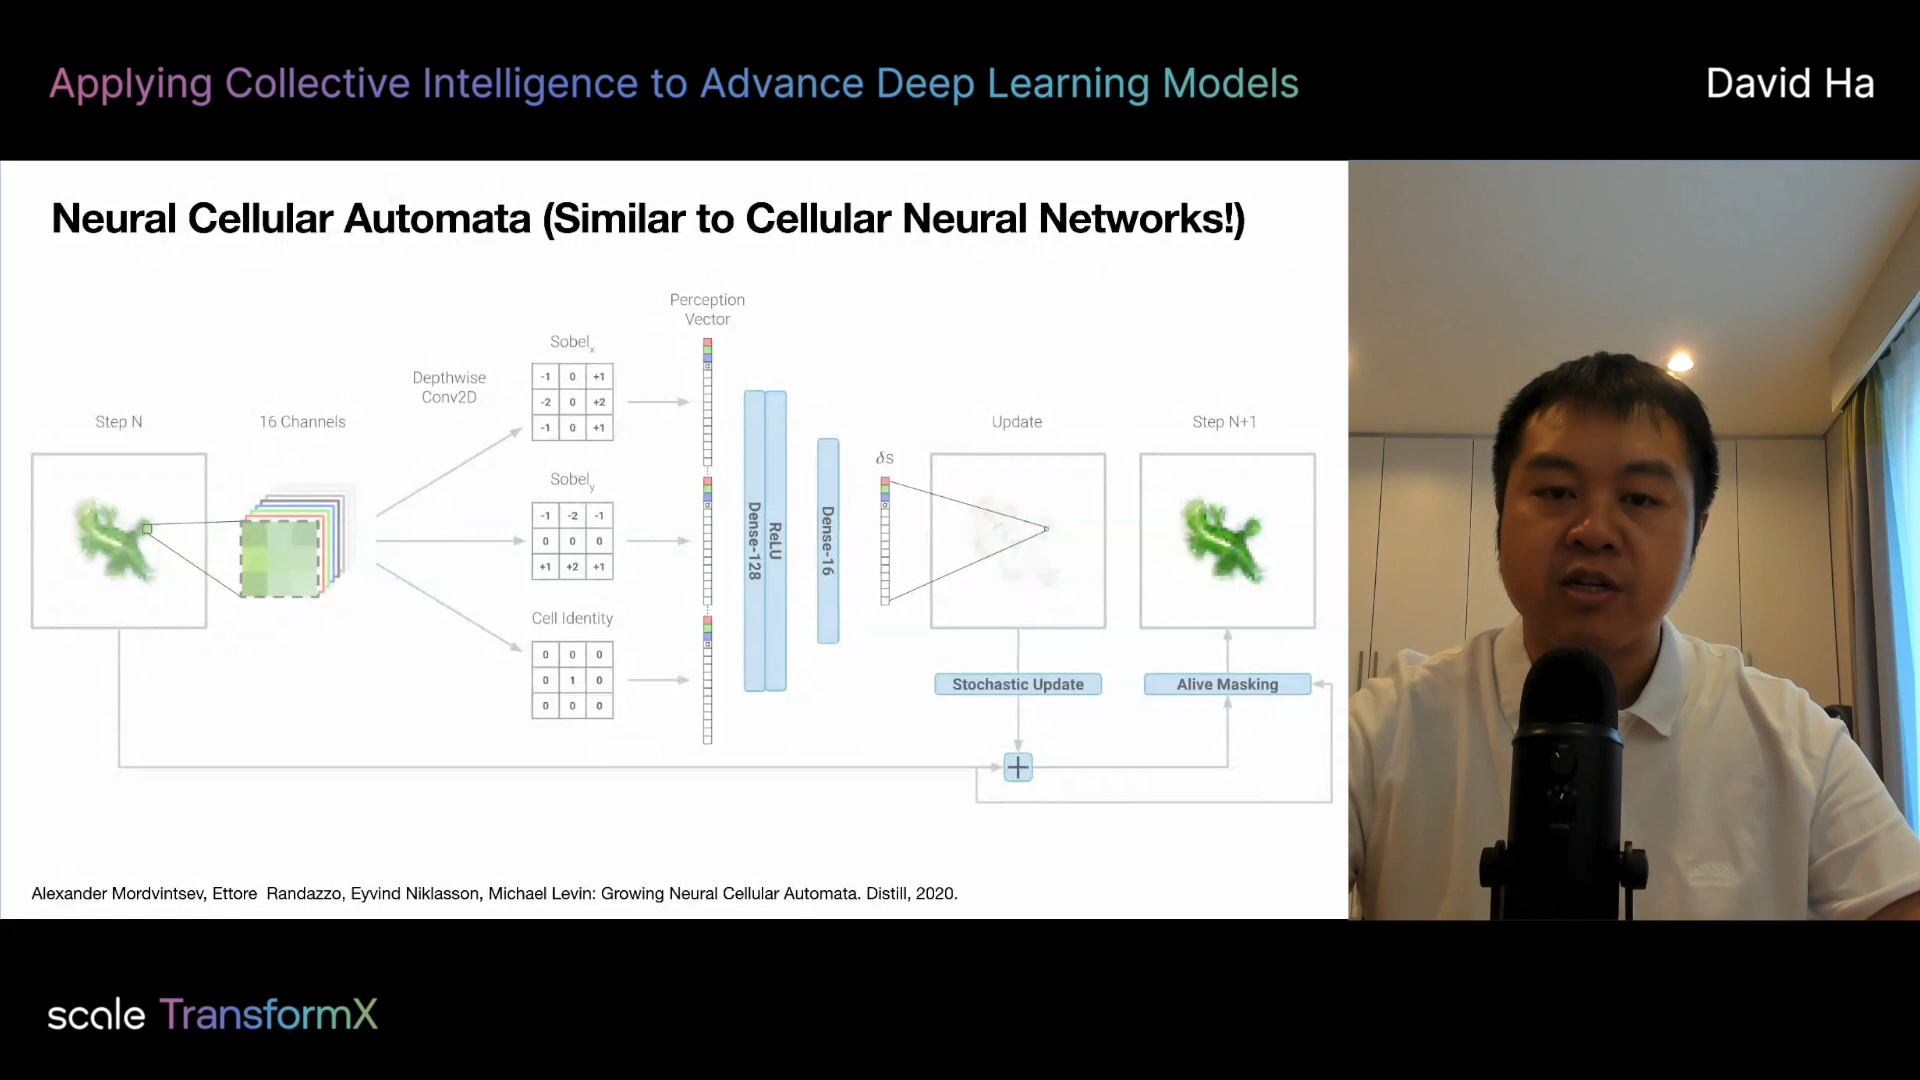 Applying Collective Intelligence to Advance Deep Learning Models
David Ha
Neural Cellular Automata (Similar to Cellular Neural Networks!)
Perception
Vector
Sobelx
-1 0 +1
-2 0 +2
-1 0 +1
Depthwise
Conv2D
Step N
16 Channels
Sobely
-1 -2 -1
0 0 0
+1 +2 +1
Cell Identity
0 0 0
0 1 0
0 0 0
Dense-128
ReLU
Dense-16
δs
Update
Step N+1
Stochastic Update
Alive Masking
+
Alexander Mordvintsev, Ettore Randazzo, Eyvind Niklasson, Michael Levin: Growing Neural Cellular Automata. Distill, 2020.
scale TransformX